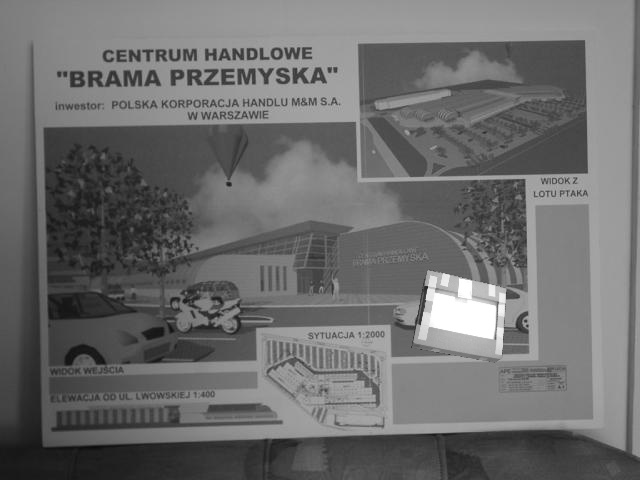 CENTRUM HANDLOWE
"BRAMA PRZEMYSKA"
inwestor: POLSKA KORPORACJA HANDLU M&M S.A.
W WARSZAWIE
WIDOK Z
LOTU PTAKA
CENTRUM HANDLOWE
BRAMA PRZEMYSKA
SYTUACJA 1:2000
WIDOK WEJŚCIA
ELEWACJA OD UL. LWOWSKIEJ 1:400